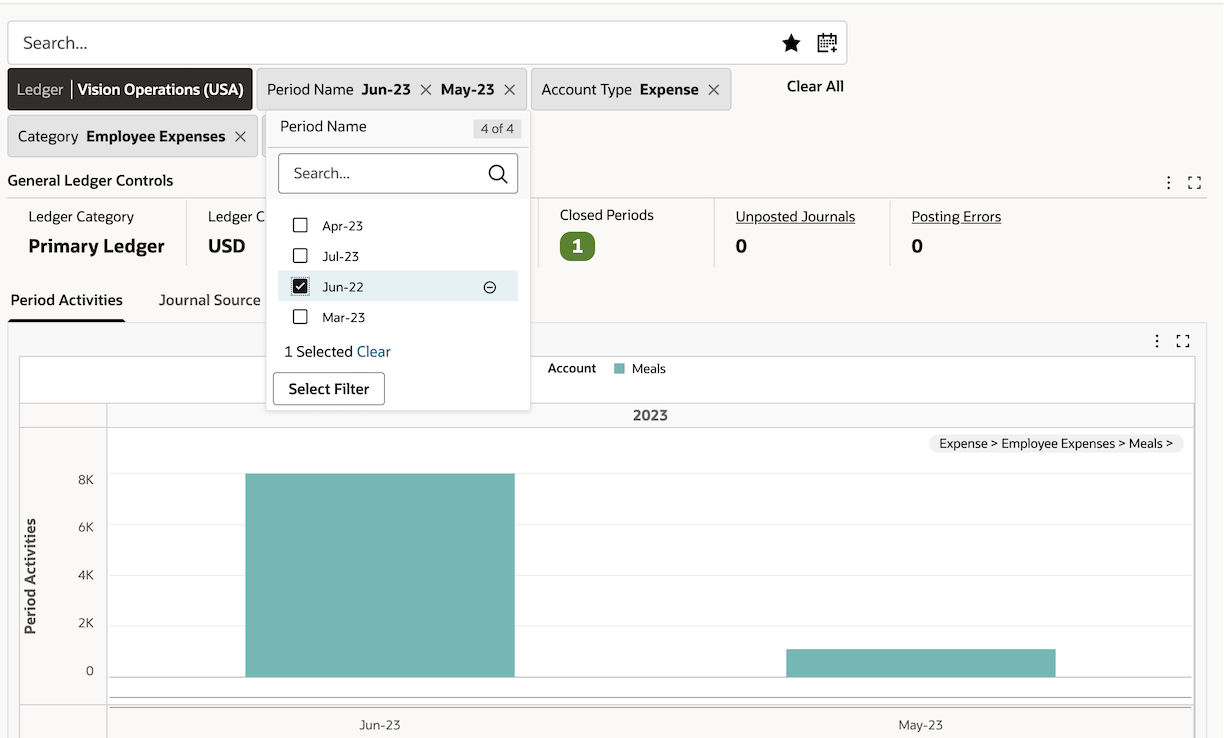 Search...
Ledger Vision Operations (USA)
Period Name Jun-23 May-23
Account Type Expense
Clear All
Category Employee Expenses
Period Name
4 of 4
Search...
Apr-23
Jul-23
Jun-22
Mar-23
1 Selected Clear
Select Filter
General Ledger Controls
Ledger Category
Primary Ledger
Ledger C
USD
Closed Periods
1
Unposted Journals
0
Posting Errors
0
Period Activities
Journal Source
Account
Meals
2023
Expense > Employee Expenses > Meals >
Period Activities
8K
6K
4K
2K
0
Jun-23
May-23